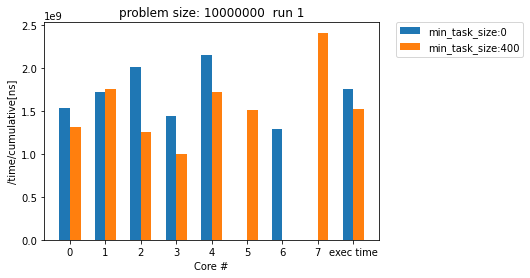 problem size: 10000000  run 1
1e9
2.5
2.0
1.5
1.0
0.5
0.0
/time/cumulative[ns]
0 1 2 3 4 5 6 7 exec time
Core #
min_task_size:0
min_task_size:400